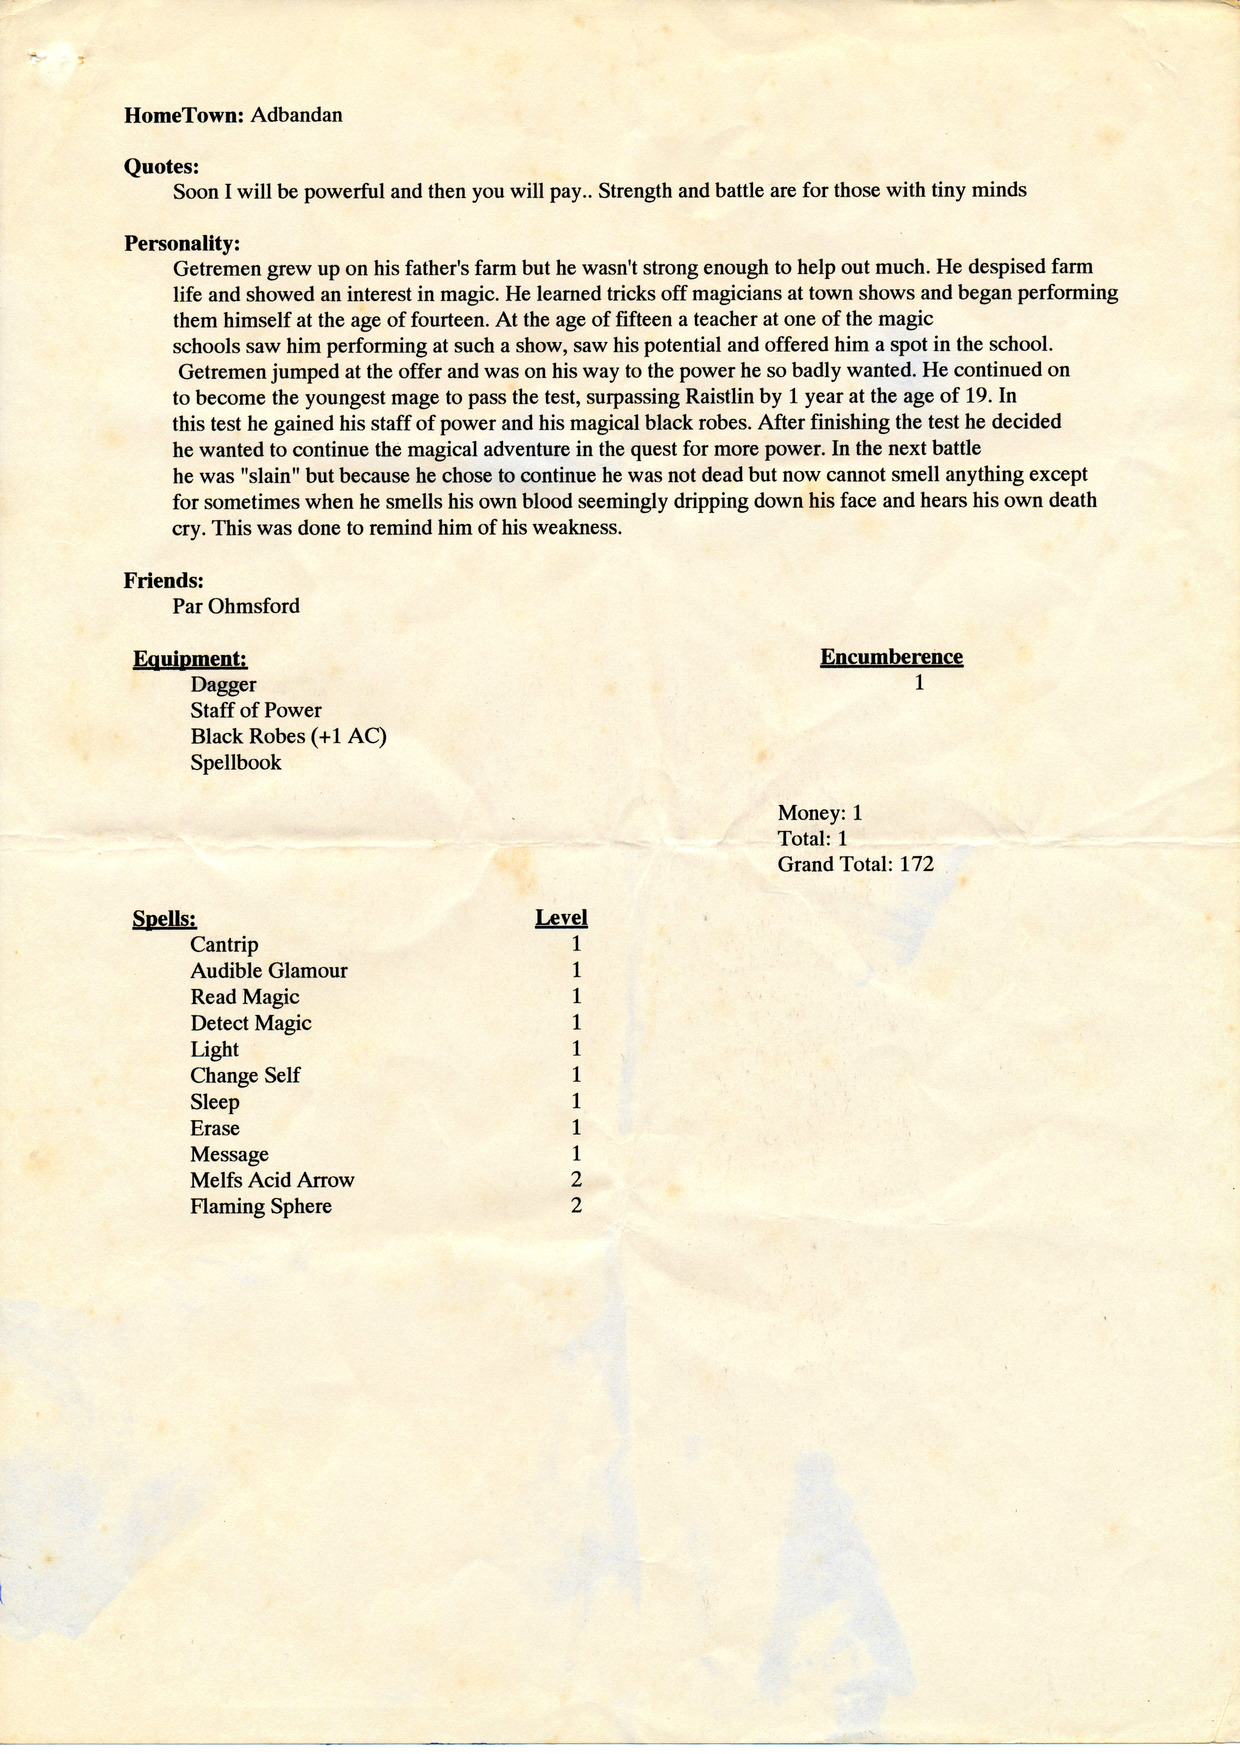 HomeTown: Adbandan
Quotes:
Soon I will be powerful and then you will pay.. Strength and battle are for those with tiny minds
Personality:
Getremen grew up on his father's farm but he wasn't strong enough to help out much. He despised farm
life and showed an interest in magic. He learned tricks off magicians at town shows and began performing
them himself at the age of fourteen. At the age of fifteen a teacher at one of the magic
schools saw him performing at such a show, saw his potential and offered him a spot in the school.
Getremen jumped at the offer and was on his way to the power he so badly wanted. He continued on
to become the youngest mage to pass the test, surpassing Raistlin by 1 year at the age of 19. In
this test he gained his staff of power and his magical black robes. After finishing the test he decided
he wanted to continue the magical adventure in the quest for more power. In the next battle
he was "slain" but because he chose to continue he was not dead but now cannot smell anything except
for sometimes when he smells his own blood seemingly dripping down his face and hears his own death
cry. This was done to remind him of his weakness.
Friends:
Par Ohmsford
Equipment: Encumberence
Dagger 1
Staff of Power
Black Robes (+1 AC)
Spellbook
Money: 1
Total: 1
Grand Total: 172
Spells: Level
Cantrip 1
Audible Glamour 1
Read Magic 1
Detect Magic 1
Light 1
Change Self 1
Sleep 1
Erase 1
Message 1
Melfs Acid Arrow 2
Flaming Sphere 2